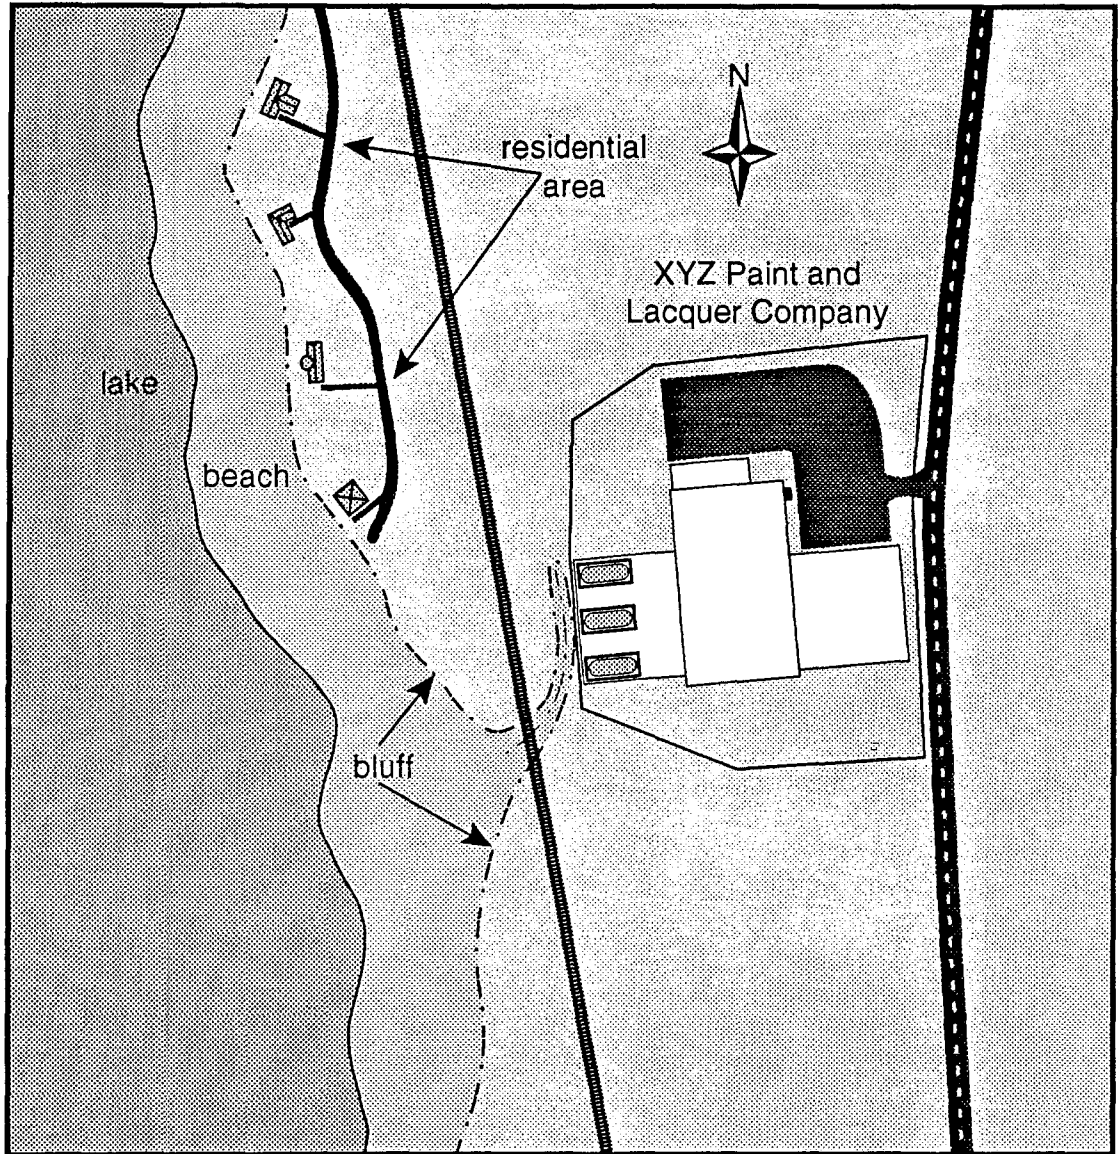 N
residential
area
XYZ Paint and
Lacquer Company
lake
beach
bluff